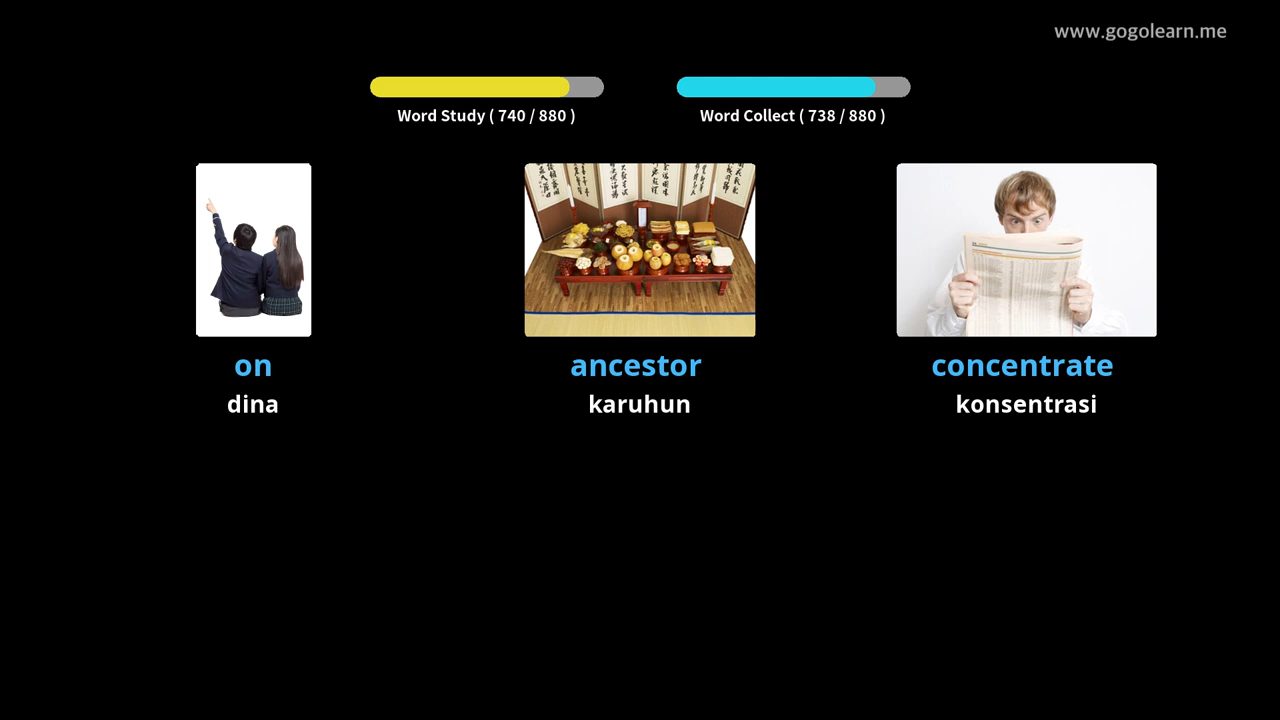 www.gogolearn.me
Word Study ( 740 / 880 )
Word Collect ( 738 / 880 )
on
ancestor
concentrate
dina
karuhun
konsentrasi